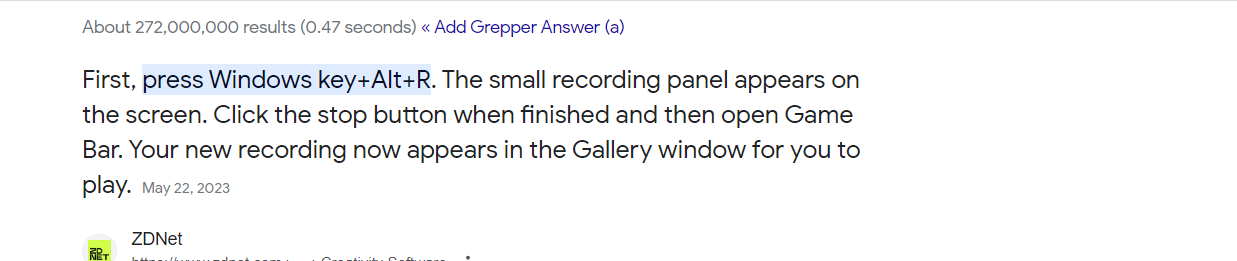 About 272,000,000 results (0.47 seconds) « Add Grepper Answer (a)
First, press Windows key+Alt+R. The small recording panel appears on
the screen. Click the stop button when finished and then open Game
Bar. Your new recording now appears in the Gallery window for you to
play. May 22, 2023
ZDNet
ZD
NET